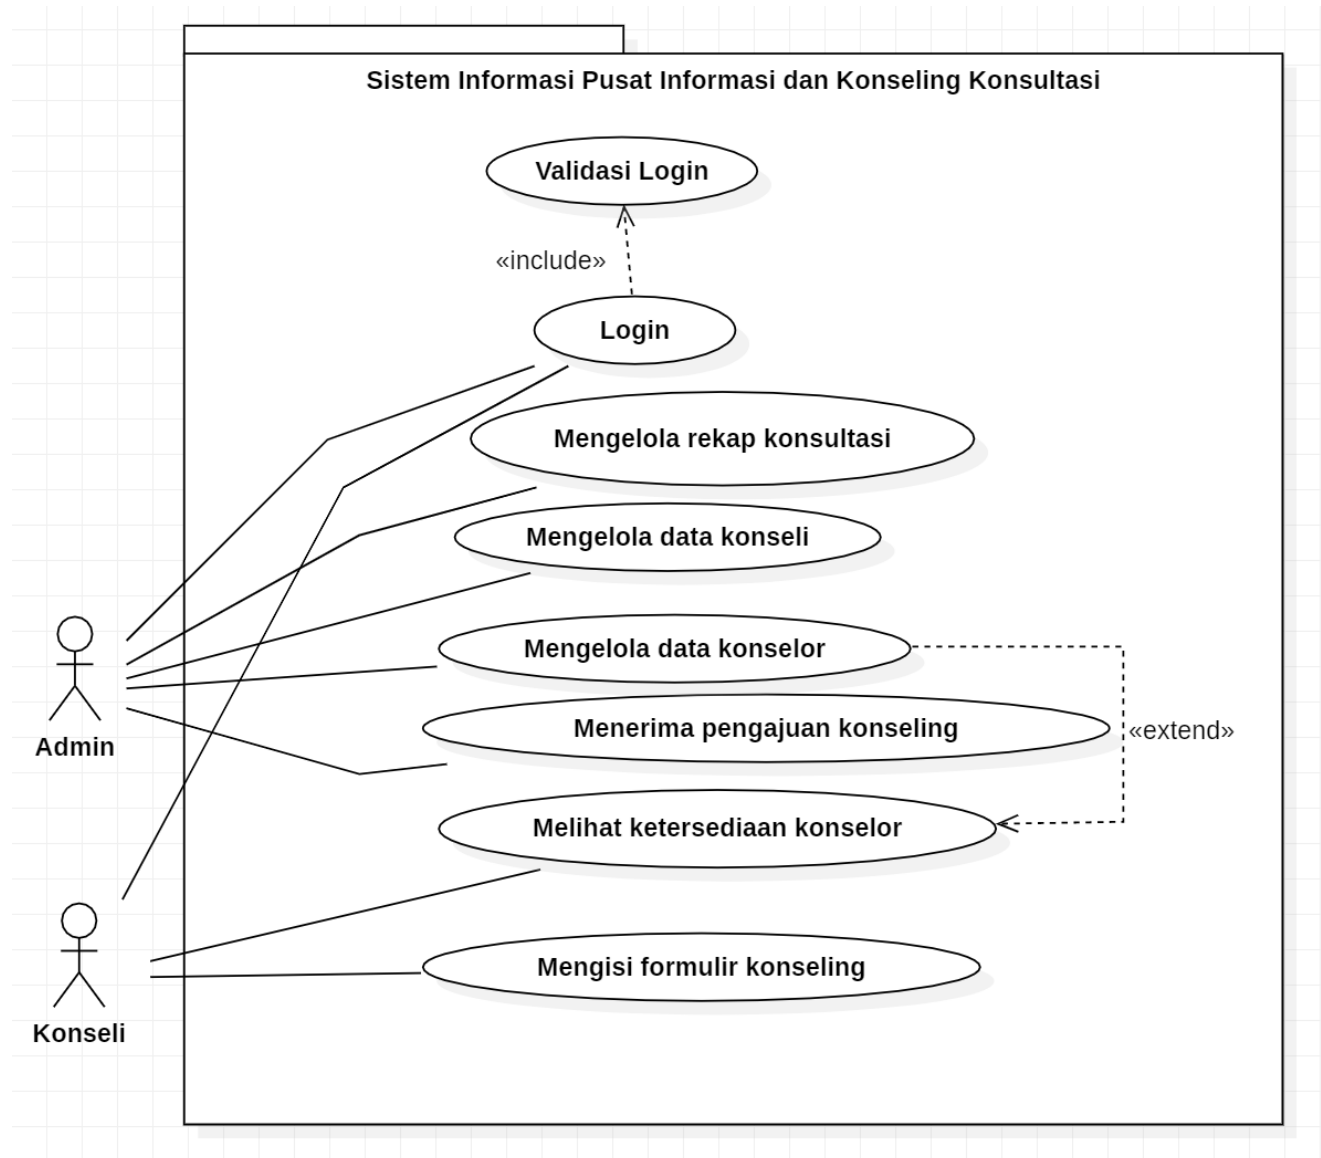 Sistem Informasi Pusat Informasi dan Konseling Konsultasi
Validasi Login
«include»
Login
Mengelola rekap konsultasi
Mengelola data konseli
Mengelola data konselor
Menerima pengajuan konseling
«extend»
Admin
Melihat ketersediaan konselor
Mengisi formulir konseling
Konseli